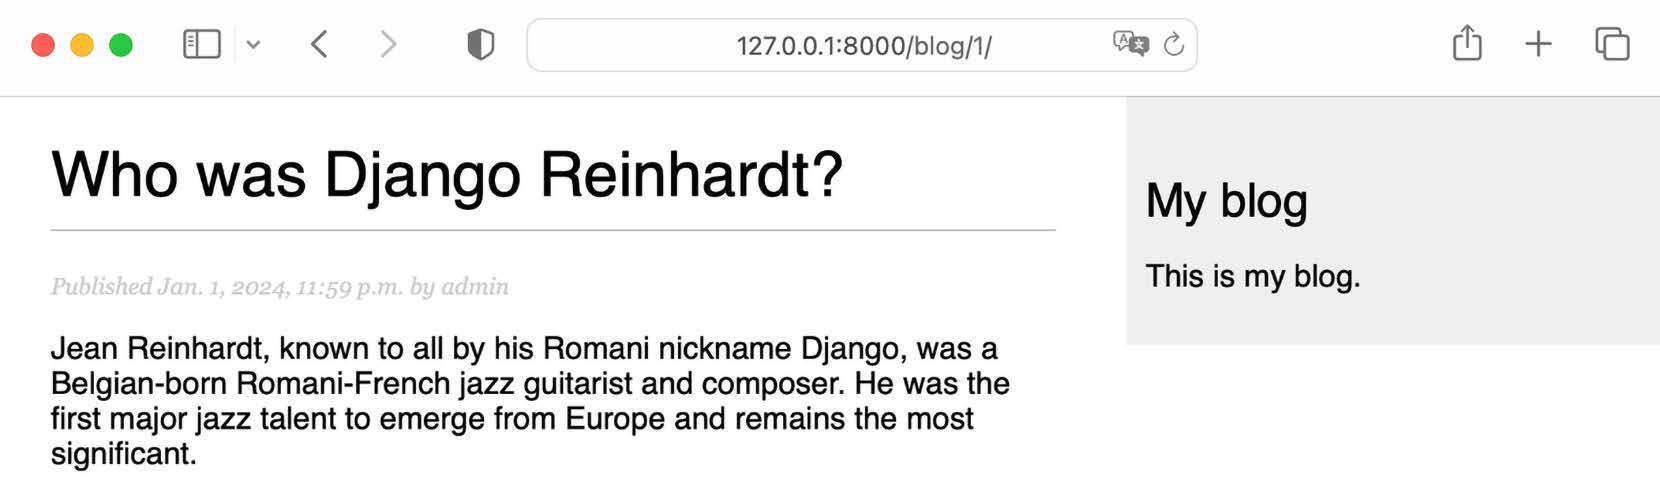 127.0.0.1:8000/blog/1/
Who was Django Reinhardt?
Published Jan. 1, 2024, 11:59 p.m. by admin
Jean Reinhardt, known to all by his Romani nickname Django, was a
Belgian-born Romani-French jazz guitarist and composer. He was the
first major jazz talent to emerge from Europe and remains the most
significant.
My blog
This is my blog.